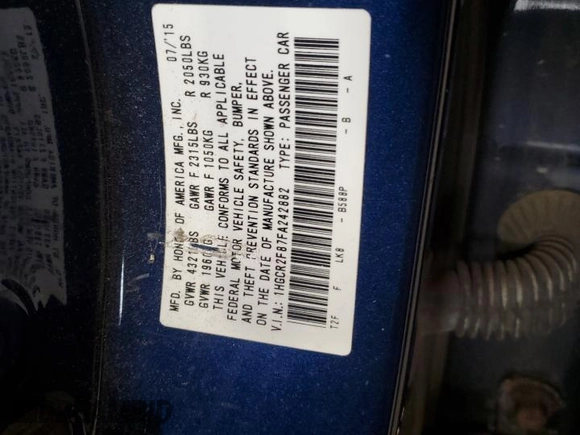 MFD. BY HONDA OF AMERICA MFG., INC. 07/15
GVWR 4321LBS GAWR F 2315LBS R 2050LBS
GVWR 1960KG GAWR F 1050KG R 930KG
THIS VEHICLE CONFORMS TO ALL APPLICABLE
FEDERAL MOTOR VEHICLE SAFETY, BUMPER,
AND THEFT PREVENTION STANDARDS IN EFFECT
ON THE DATE OF MANUFACTURE SHOWN ABOVE.
V.I.N.: 1HGCR2F87FA242882 TYPE: PASSENGER CAR
T2F F LK8 - B588P - B - A